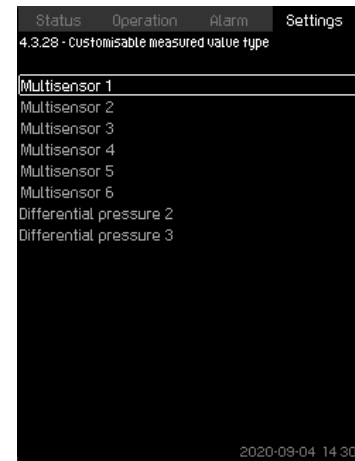 Status Operation Alarm Settings
4.3.28 - Customisable measured value type
Multisensor 1
Multisensor 2
Multisensor 3
Multisensor 4
Multisensor 5
Multisensor 6
Differential pressure 2
Differential pressure 3
2020-09-04 14:30